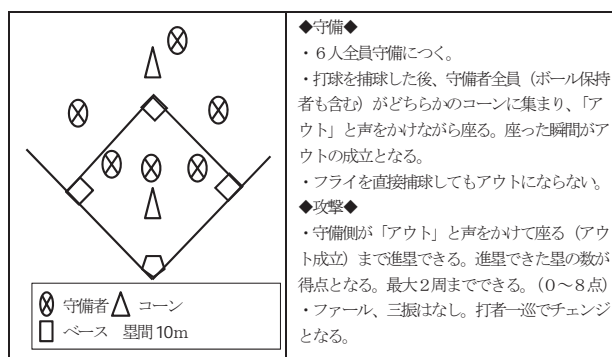 ◆守備◆
・６人全員守備につく。
・打球を捕球した後、守備者全員（ボール保持
者も含む）がどちらかのコーンに集まり、「ア
ウト」と声をかけながら座る。座った瞬間がア
ウトの成立となる。
・フライを直接捕球してもアウトにならない。
◆攻撃◆
・守備側が「アウト」と声をかけて座る（アウ
ト成立）まで進塁できる。進塁できた塁の数が
得点となる。最大２周までできる。（０～８点）
・ファール、三振はなし。打者一巡でチェンジ
となる。
守備者 コーン
ベース 塁間10m